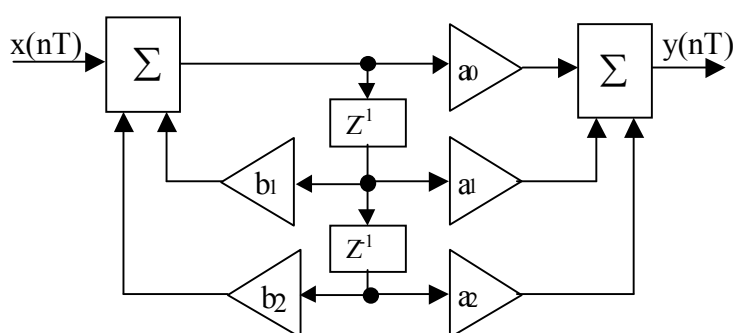 x(nT)
Σ
a0
Σ
y(nT)
Z-1
b1
a1
Z-1
b2
a2